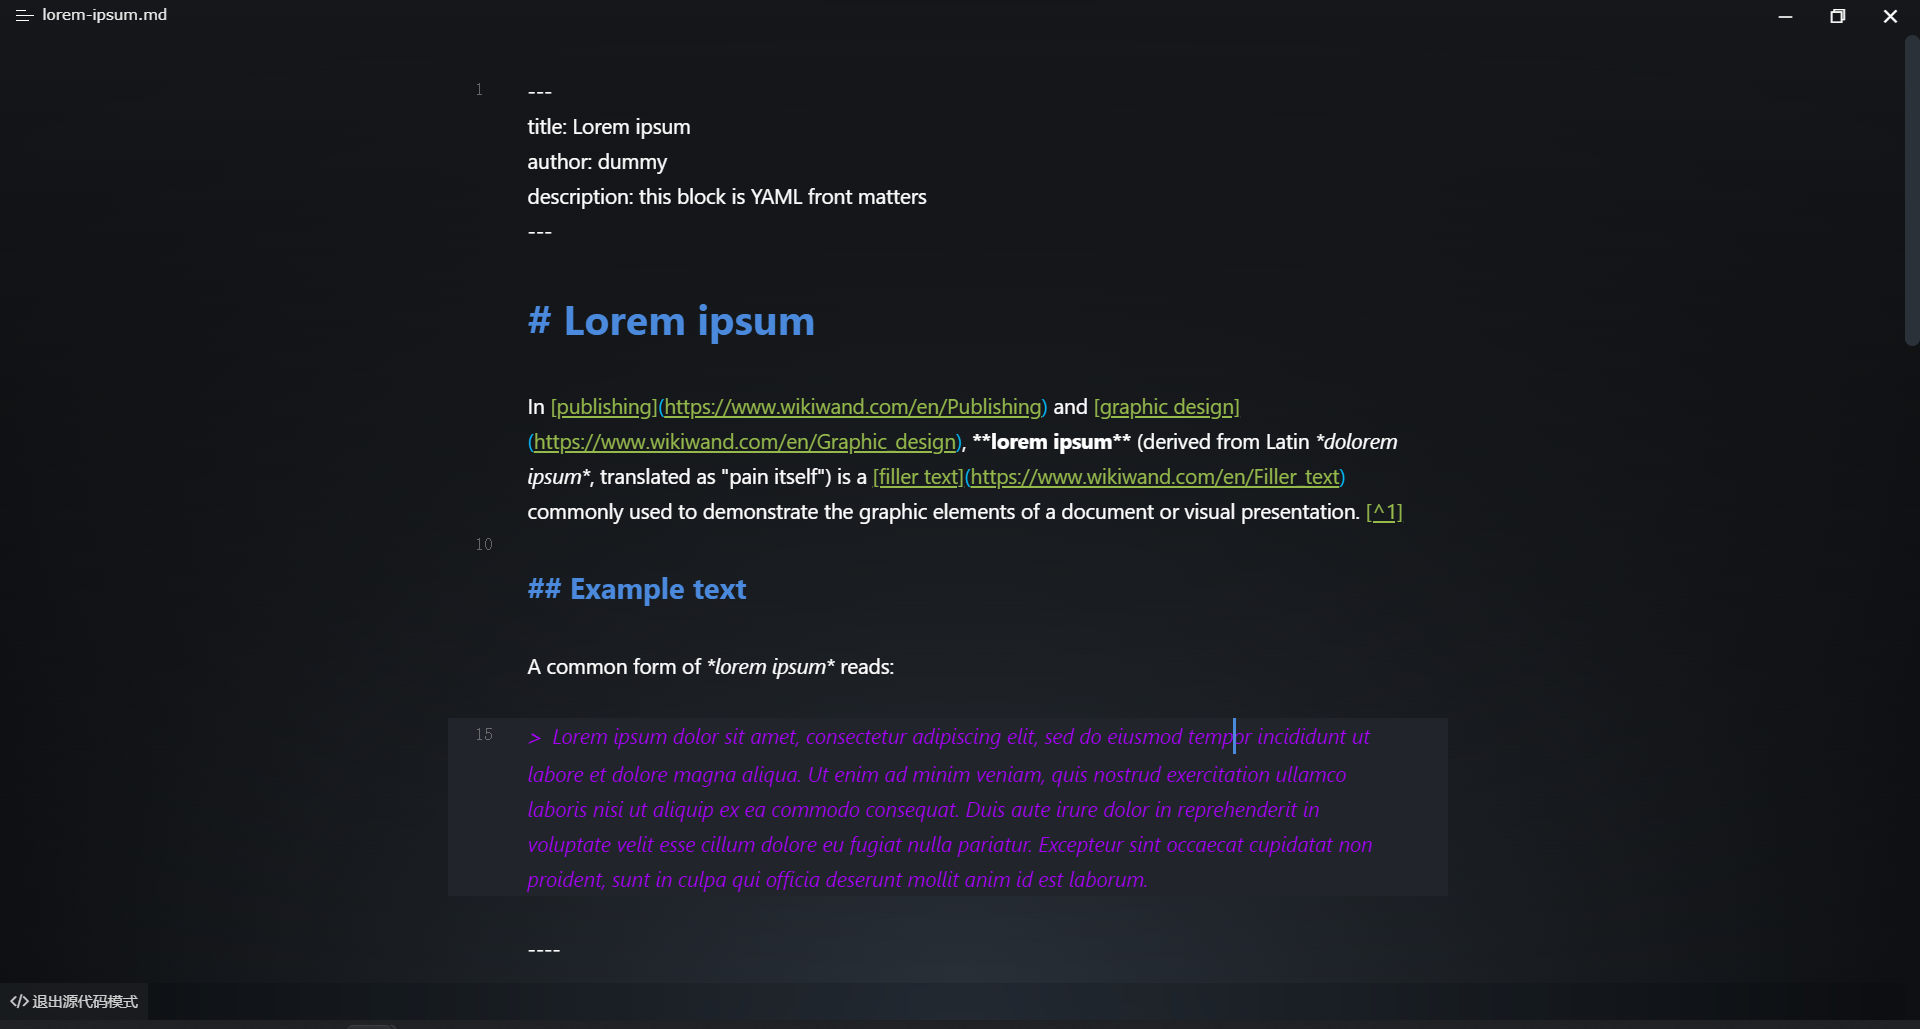 lorem-ipsum.md
1
---
title: Lorem ipsum
author: dummy
description: this block is YAML front matters
---
# Lorem ipsum
In [publishing](https://www.wikiwand.com/en/Publishing) and [graphic design]
(https://www.wikiwand.com/en/Graphic_design), **lorem ipsum** (derived from Latin *dolorem
ipsum*, translated as "pain itself") is a [filler text](https://www.wikiwand.com/en/Filler_text)
commonly used to demonstrate the graphic elements of a document or visual presentation. [^1]
10
## Example text
A common form of *lorem ipsum* reads:
15 > Lorem ipsum dolor sit amet, consectetur adipiscing elit, sed do eiusmod tempor incididunt ut
labore et dolore magna aliqua. Ut enim ad minim veniam, quis nostrud exercitation ullamco
laboris nisi ut aliquip ex ea commodo consequat. Duis aute irure dolor in reprehenderit in
voluptate velit esse cillum dolore eu fugiat nulla pariatur. Excepteur sint occaecat cupidatat non
proident, sunt in culpa qui officia deserunt mollit anim id est laborum.
----
</> 退出源代码模式